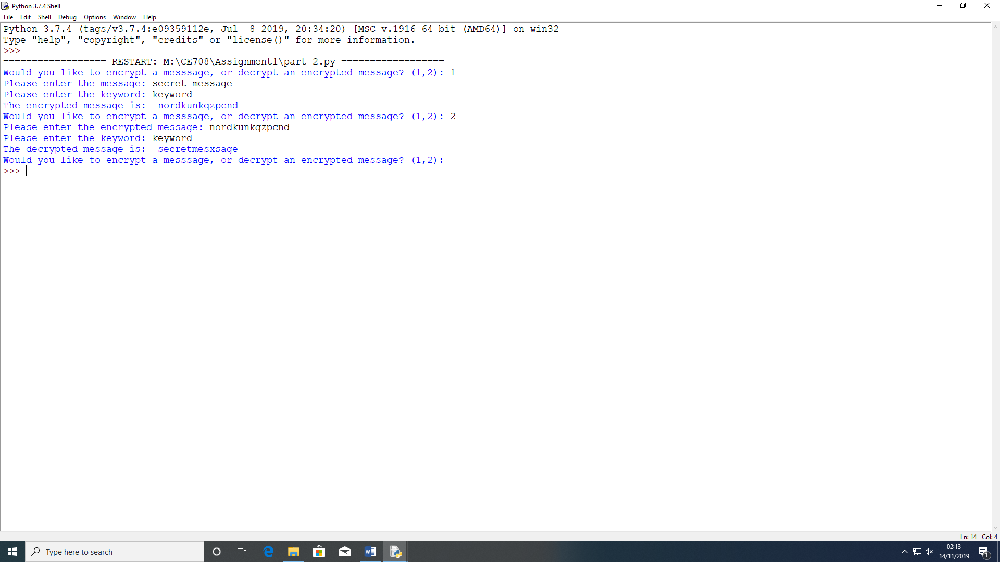 Python 3.7.4 Shell
File Edit Shell Debug Options Window Help
Python 3.7.4 (tags/v3.7.4:e09359112e, Jul  8 2019, 20:34:20) [MSC v.1916 64 bit (AMD64)] on win32
Type "help", "copyright", "credits" or "license()" for more information.
>>>
================== RESTART: M:\CE708\Assignment1\part 2.py ==================
Would you like to encrypt a messsage, or decrypt an encrypted message? (1,2): 1
Please enter the message: secret message
Please enter the keyword: keyword
The encrypted message is:  nordkunkqzpcnd
Would you like to encrypt a messsage, or decrypt an encrypted message? (1,2): 2
Please enter the encrypted message: nordkunkqzpcnd
Please enter the keyword: keyword
The decrypted message is:  secretmesxsage
Would you like to encrypt a messsage, or decrypt an encrypted message? (1,2):
>>>
Ln: 14 Col: 4
Type here to search
02:13
14/11/2019
1